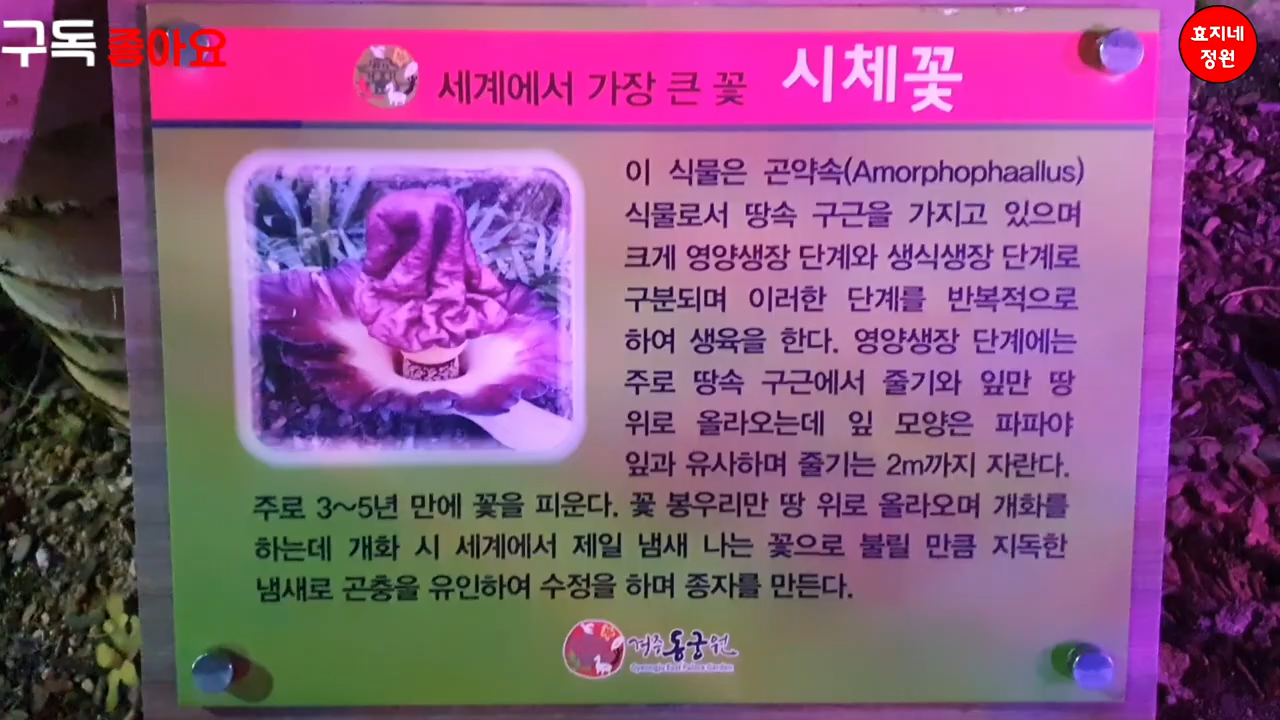 구독 좋아요
효지네
정원
세계에서 가장 큰 꽃 시체꽃
이 식물은 곤약속(Amorphophaallus)
식물로서 땅속 구근을 가지고 있으며
크게 영양생장 단계와 생식생장 단계로
구분되며 이러한 단계를 반복적으로
하여 생육을 한다. 영양생장 단계에는
주로 땅속 구근에서 줄기와 잎만 땅
위로 올라오는데 잎 모양은 파파야
잎과 유사하며 줄기는 2m까지 자란다.
주로 3~5년 만에 꽃을 피운다. 꽃 봉우리만 땅 위로 올라오며 개화를
하는데 개화 시 세계에서 제일 냄새 나는 꽃으로 불릴 만큼 지독한
냄새로 곤충을 유인하여 수정을 하며 종자를 만든다.
경주동궁원
Gyeongju East Palace Garden